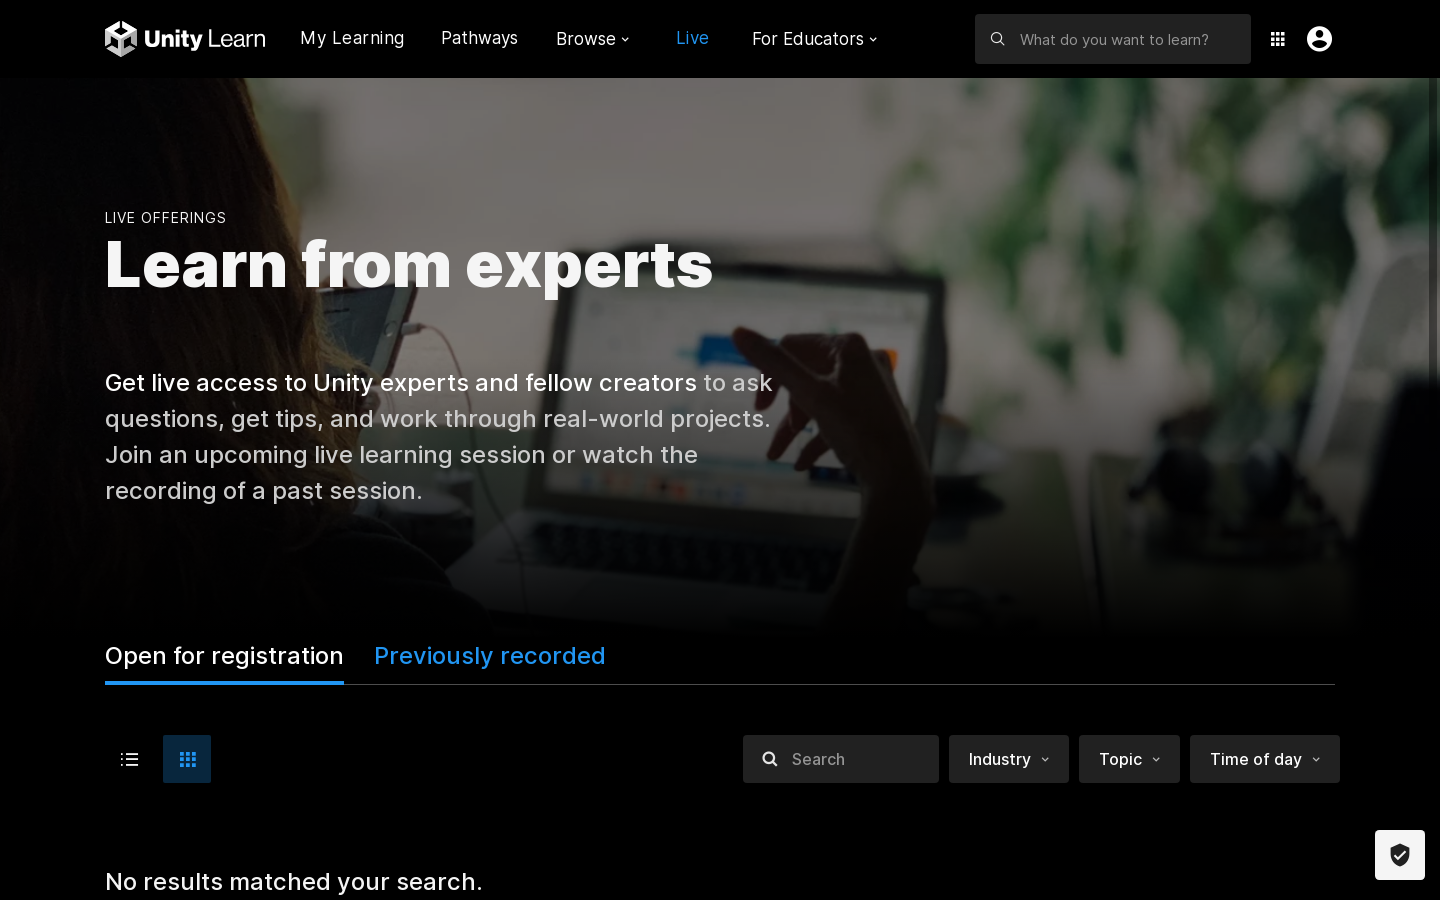 Unity Learn
My Learning
Pathways
Browse
Live
For Educators
What do you want to learn?
LIVE OFFERINGS
Learn from experts
Get live access to Unity experts and fellow creators to ask
questions, get tips, and work through real-world projects.
Join an upcoming live learning session or watch the
recording of a past session.
Open for registration
Previously recorded
Search
Industry
Topic
Time of day
No results matched your search.